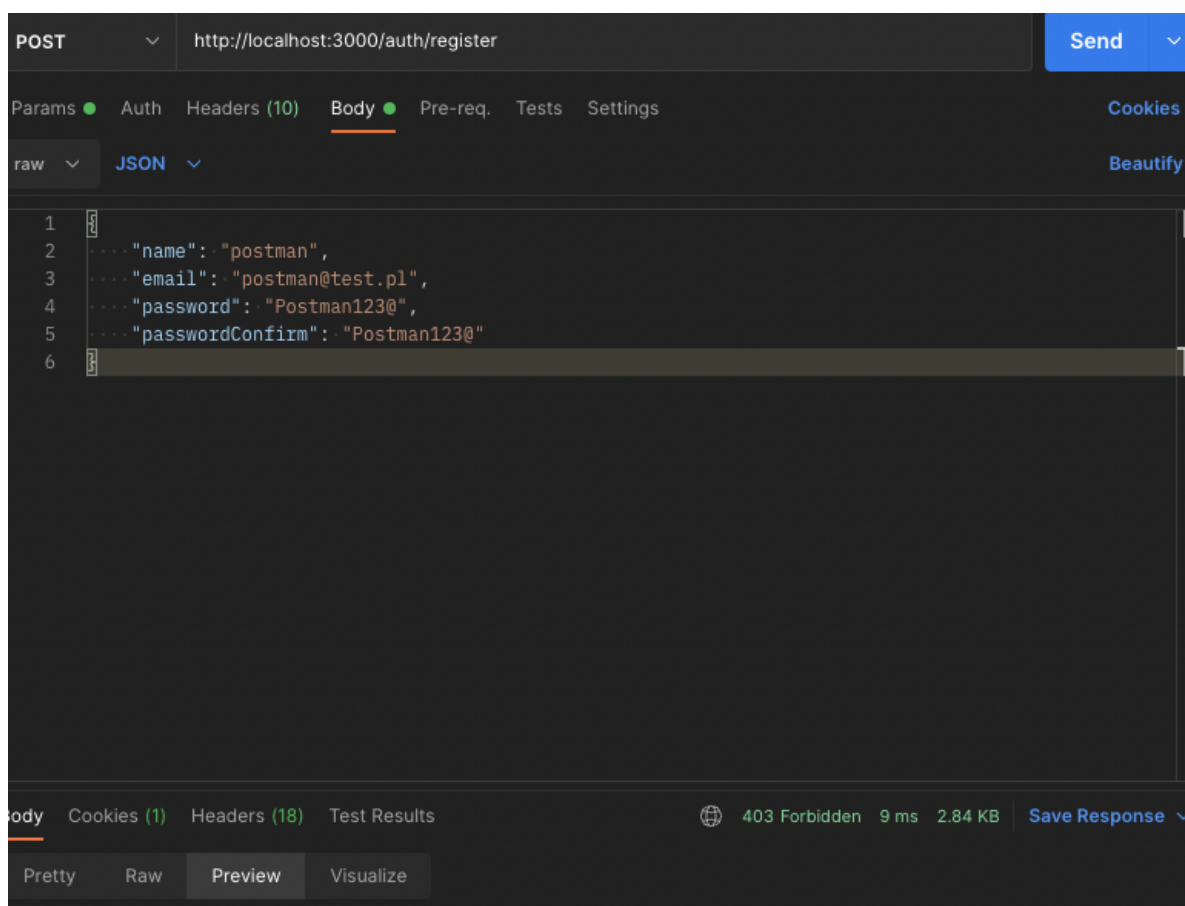 POST http://localhost:3000/auth/register Send
Params Auth Headers (10) Body Pre-req. Tests Settings Cookies
raw JSON Beautify
1 {
2 "name": "postman",
3 "email": "postman@test.pl",
4 "password": "Postman123@",
5 "passwordConfirm": "Postman123@"
6 }
Body Cookies (1) Headers (18) Test Results 403 Forbidden 9 ms 2.84 KB Save Response
Pretty Raw Preview Visualize